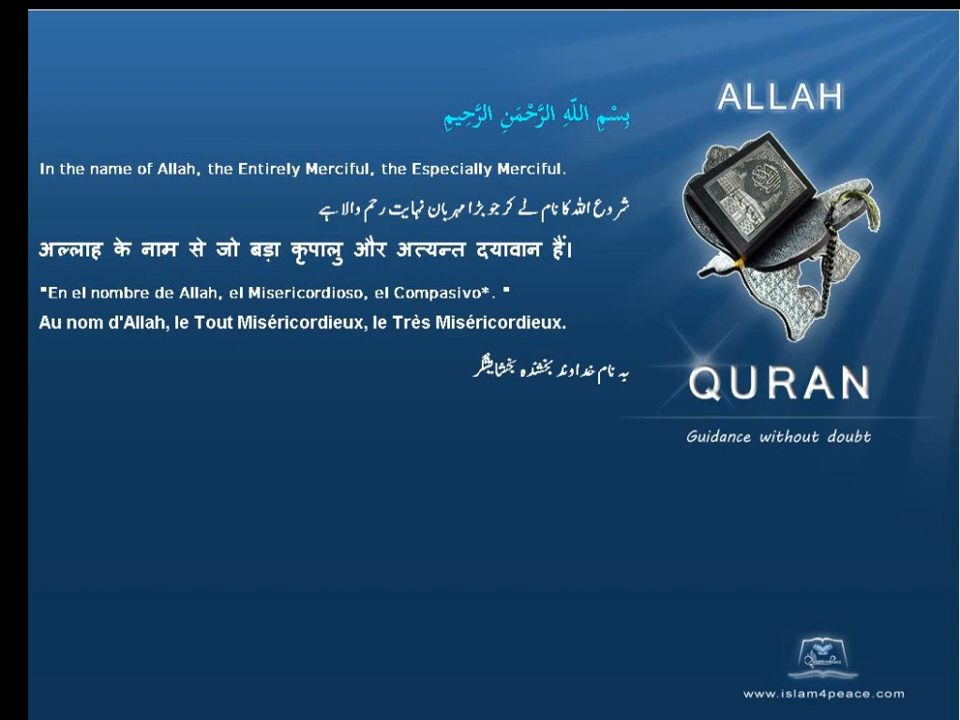 بِسْمِ اللّهِ الرَّحْمَنِ الرَّحِيمِ
In the name of Allah, the Entirely Merciful, the Especially Merciful.
شروع اللہ کا نام لے کر جو بڑا مہربان نہایت رحم والا ہے
अल्लाह के नाम से जो बड़ा कृपालु और अत्यन्त दयावान हैं।
"En el nombre de Allah, el Misericordioso, el Compasivo*. "
Au nom d'Allah, le Tout Miséricordieux, le Très Miséricordieux.
به نام خداوند بخشنده بخشایشگر
ALLAH
QURAN
Guidance without doubt
www.islam4peace.com